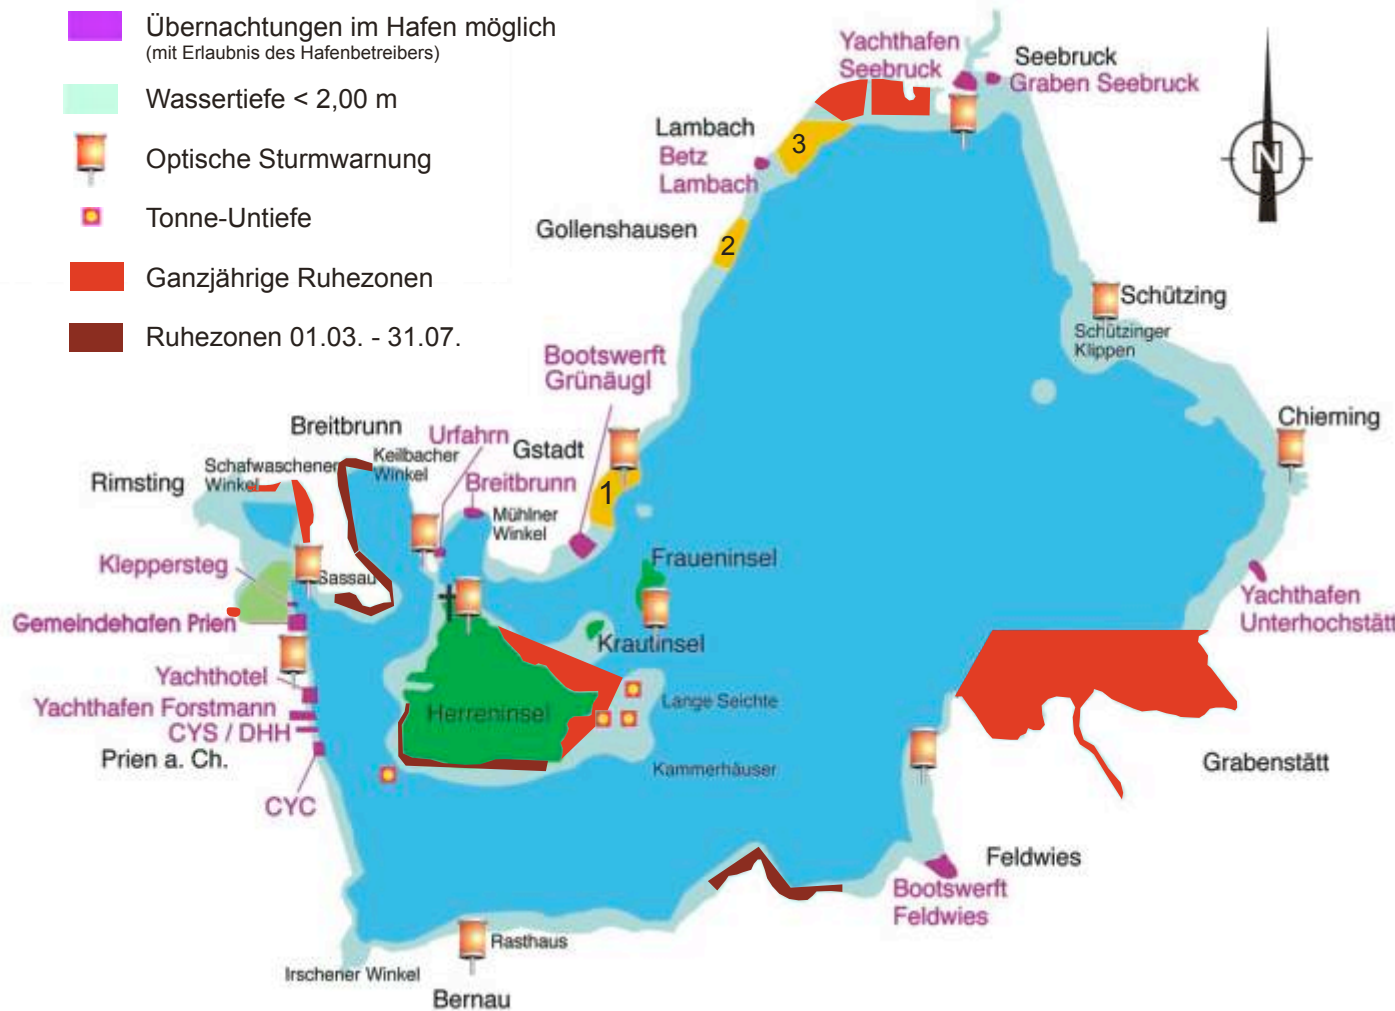 Übernachtungen im Hafen möglich
(mit Erlaubnis des Hafenbetreibers)
Wassertiefe < 2,00 m
Optische Sturmwarnung
Tonne-Untiefe
Ganzjährige Ruhezonen
Ruhezonen 01.03. - 31.07.
Yachthafen
Seebruck
Seebruck
Graben Seebruck
Lambach
Betz
Lambach
3
N
Gollenshausen
2
Schützing
Schützinger
Klippen
Bootswerft
Grünäugl
Chieming
Breitbrunn
Urfahrn
Gstadt
Keilbacher
Winkel
Schafwaschener
Winkel
Rimsting
Breitbrunn
1
Mühlner
Winkel
Kleppersteg
Sassau
Fraueninsel
Yachthafen
Unterhochstätt
Gemeindehafen Prien
Krautinsel
Yachthotel
Lange Seichte
Yachthafen Forstmann
Herreninsel
CYS / DHH
Prien a. Ch.
Kammerhäuser
Grabenstätt
CYC
Feldwies
Bootswerft
Feldwies
Rasthaus
Irschener Winkel
Bernau